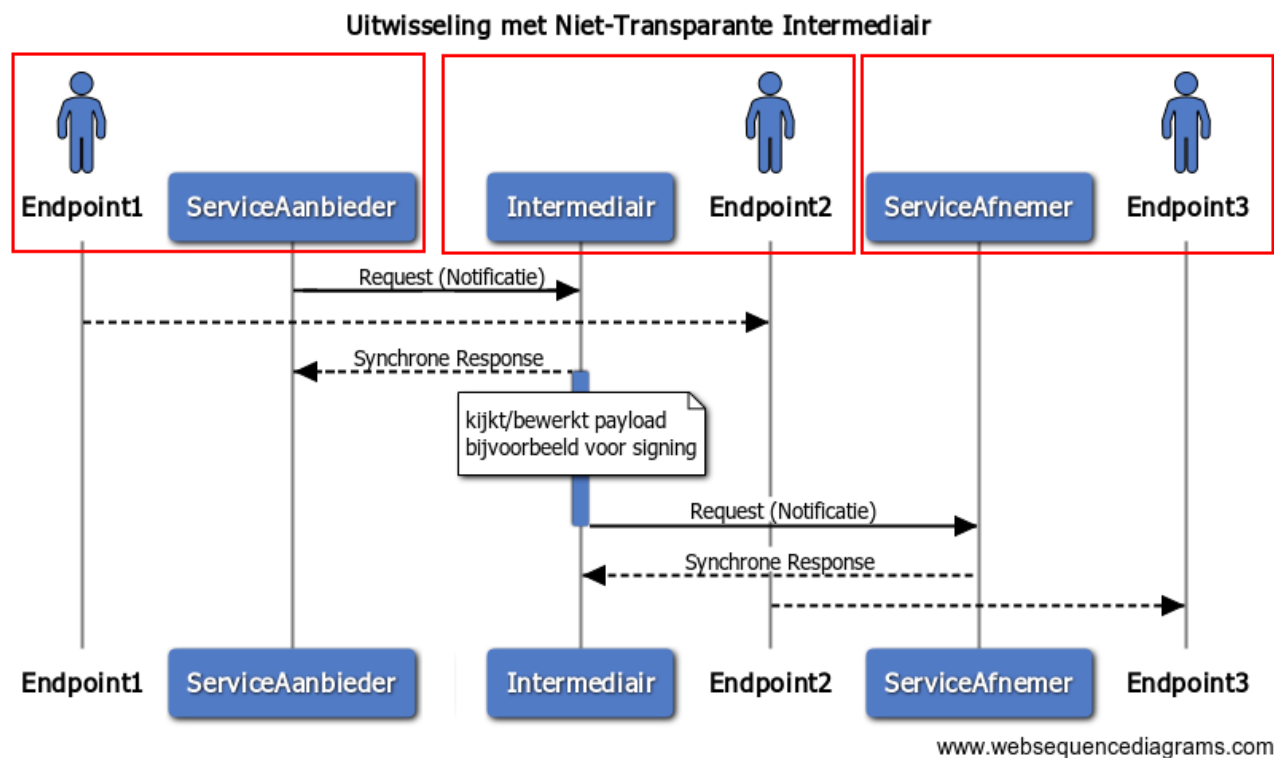 Uitwisseling met Niet-Transparante Intermediair
Endpoint1
ServiceAanbieder
Intermediair
Endpoint2
ServiceAfnemer
Endpoint3
Request (Notificatie)
Synchrone Response
kijkt/bewerkt payload
bijvoorbeeld voor signing
Request (Notificatie)
Synchrone Response
Endpoint1
ServiceAanbieder
Intermediair
Endpoint2
ServiceAfnemer
Endpoint3
www.websequencediagrams.com